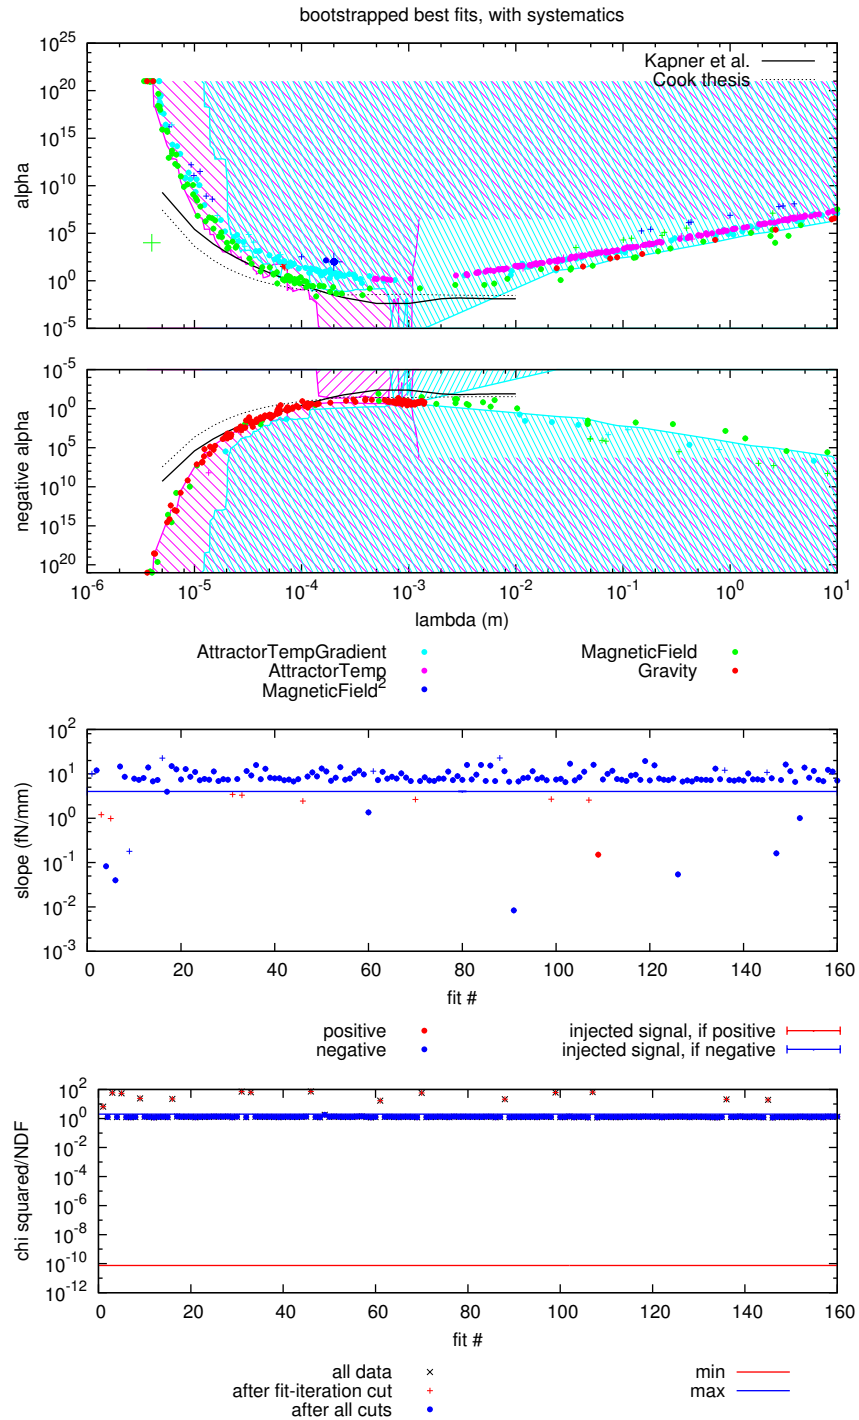 bootstrapped best fits, with systematics
10^25
10^20
10^15
10^10
10^5
10^0
10^-5
alpha
Kapner et al.
Cook thesis
10^-5
10^0
10^5
10^10
10^15
10^20
negative alpha
10^-6 10^-5 10^-4 10^-3 10^-2 10^-1 10^0 10^1
lambda (m)
AttractorTempGradient
AttractorTemp
MagneticField^2
MagneticField
Gravity
10^2
10^1
10^0
10^-1
10^-2
10^-3
slope (fN/mm)
0 20 40 60 80 100 120 140 160
fit #
positive
negative
injected signal, if positive
injected signal, if negative
10^2
10^0
10^-2
10^-4
10^-6
10^-8
10^-10
10^-12
chi squared/NDF
0 20 40 60 80 100 120 140 160
fit #
all data
after fit-iteration cut
after all cuts
min
max